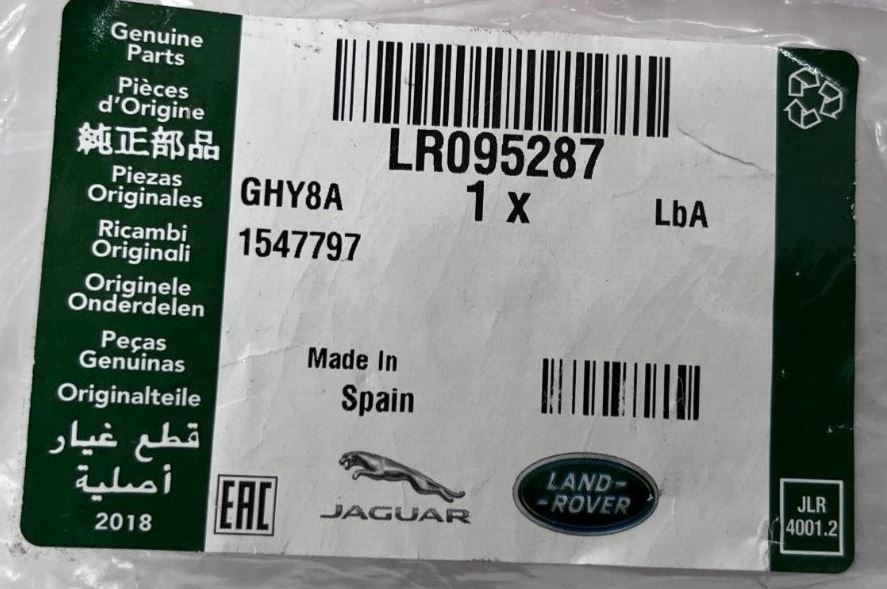 Genuine
Parts
Pièces
d'Origine
純正部品
Piezas
Originales
Ricambi
Originali
Originele
Onderdelen
Peças
Genuinas
Originalteile
قطع غيار
أصلية
2018
LR095287
GHY8A
1 x
LbA
1547797
Made In
Spain
EAC
JAGUAR
LAND-
-ROVER
JLR
4001.2